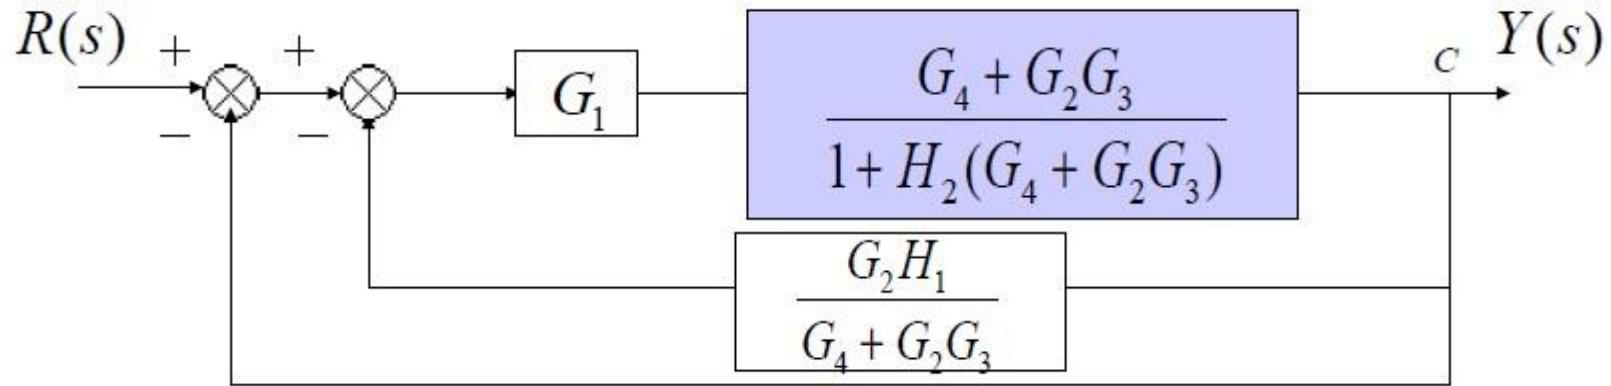 R(s) + + G₁ G₄ + G₂G₃ C Y(s)
− − 1 + H₂(G₄ + G₂G₃)
G₂H₁
G₄ + G₂G₃